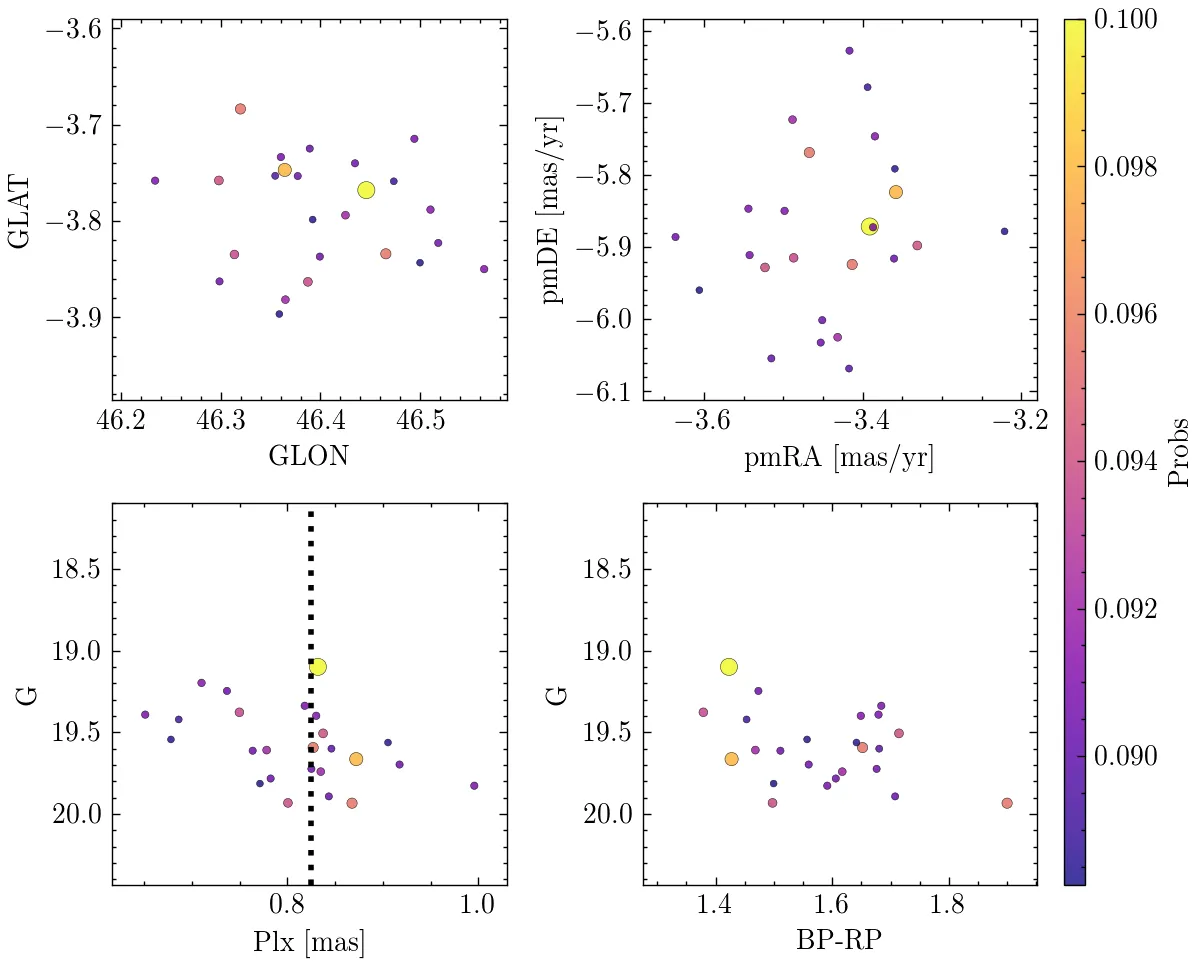 −3.6
−3.7
−3.8
−3.9
GLAT
46.2 46.3 46.4 46.5
GLON
−5.6
−5.7
−5.8
−5.9
−6.0
−6.1
pmDE [mas/yr]
−3.6 −3.4 −3.2
pmRA [mas/yr]
18.5
19.0
19.5
20.0
G
0.8 1.0
Plx [mas]
18.5
19.0
19.5
20.0
G
1.4 1.6 1.8
BP-RP
0.100
0.098
0.096
0.094
0.092
0.090
Probs